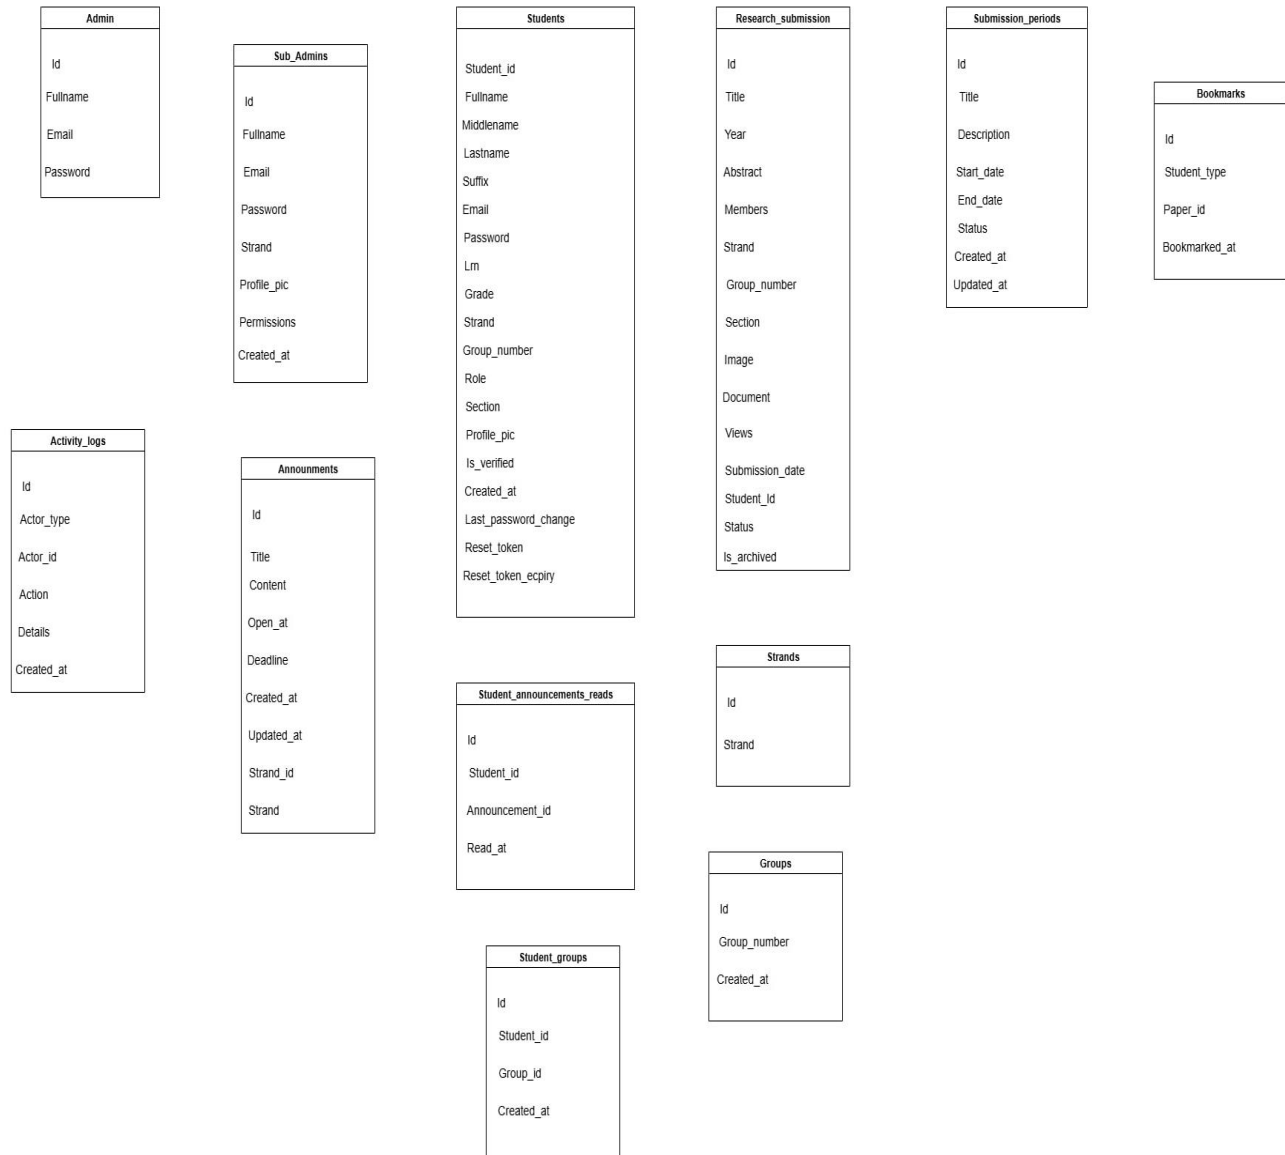 Admin
Id
Fullname
Email
Password
Sub_Admins
Id
Fullname
Email
Password
Strand
Profile_pic
Permissions
Created_at
Students
Student_id
Fullname
Middlename
Lastname
Suffix
Email
Password
Lrn
Grade
Strand
Group_number
Role
Section
Profile_pic
Is_verified
Created_at
Last_password_change
Reset_token
Reset_token_ecpiry
Research_submission
Id
Title
Year
Abstract
Members
Strand
Group_number
Section
Image
Document
Views
Submission_date
Student_Id
Status
Is_archived
Submission_periods
Id
Title
Description
Start_date
End_date
Status
Created_at
Updated_at
Bookmarks
Id
Student_type
Paper_id
Bookmarked_at
Activity_logs
Id
Actor_type
Actor_id
Action
Details
Created_at
Announments
Id
Title
Content
Open_at
Deadline
Created_at
Updated_at
Strand_id
Strand
Student_announcements_reads
Id
Student_id
Announcement_id
Read_at
Strands
Id
Strand
Groups
Id
Group_number
Created_at
Student_groups
Id
Student_id
Group_id
Created_at